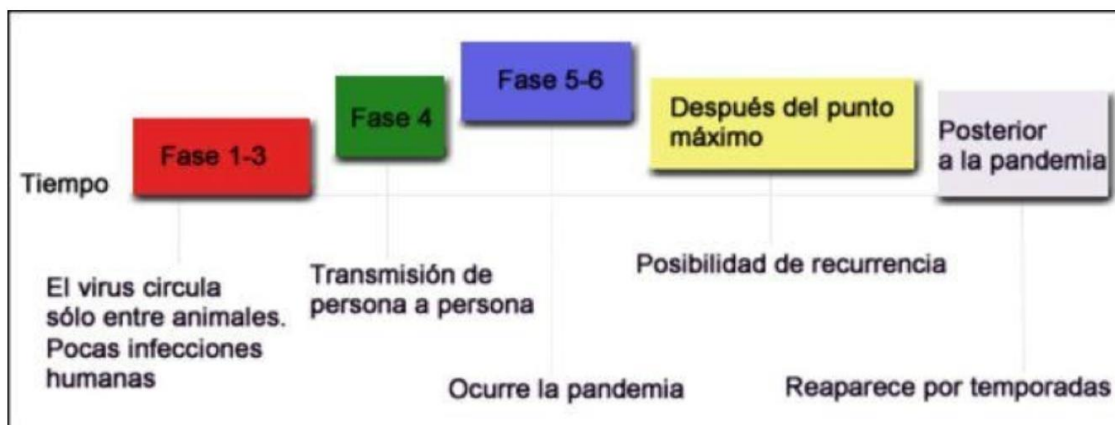 Tiempo
Fase 1-3
Fase 4
Fase 5-6
Después del punto
máximo
Posterior
a la pandemia
El virus circula
sólo entre animales.
Pocas infecciones
humanas
Transmisión de
persona a persona
Ocurre la pandemia
Posibilidad de recurrencia
Reaparece por temporadas